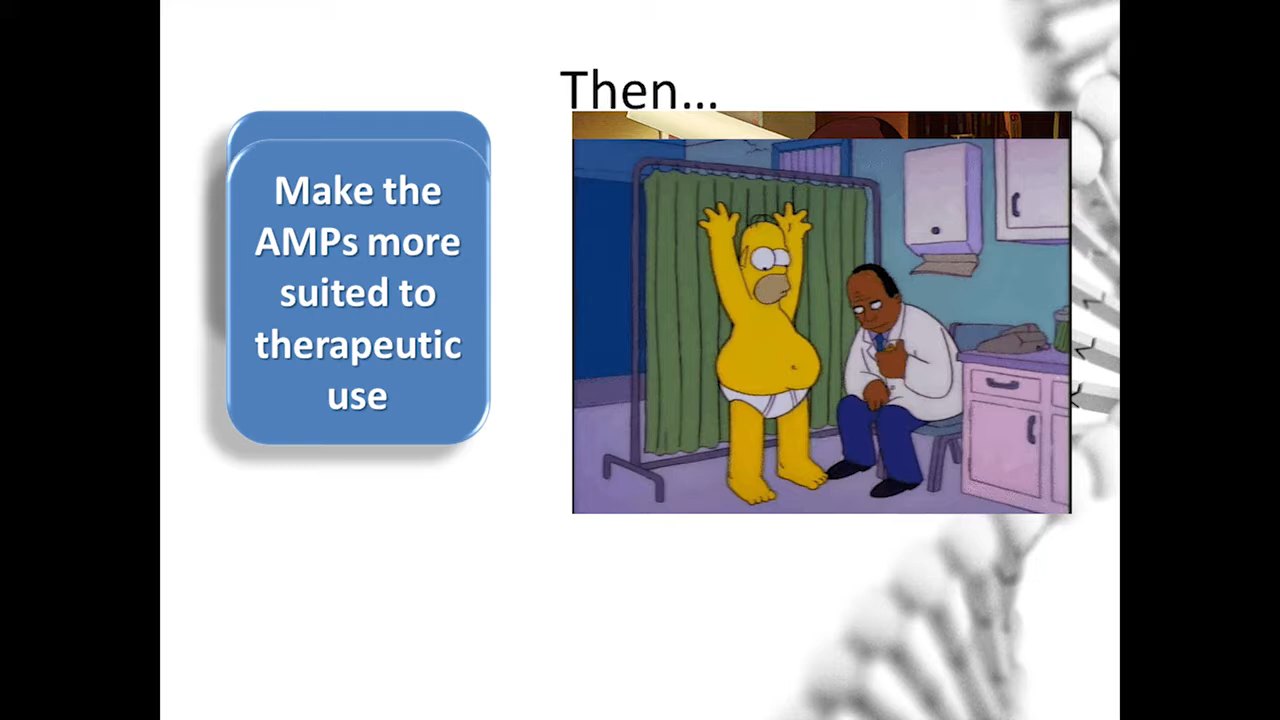 Then...
Make the
AMPs more
suited to
therapeutic
use